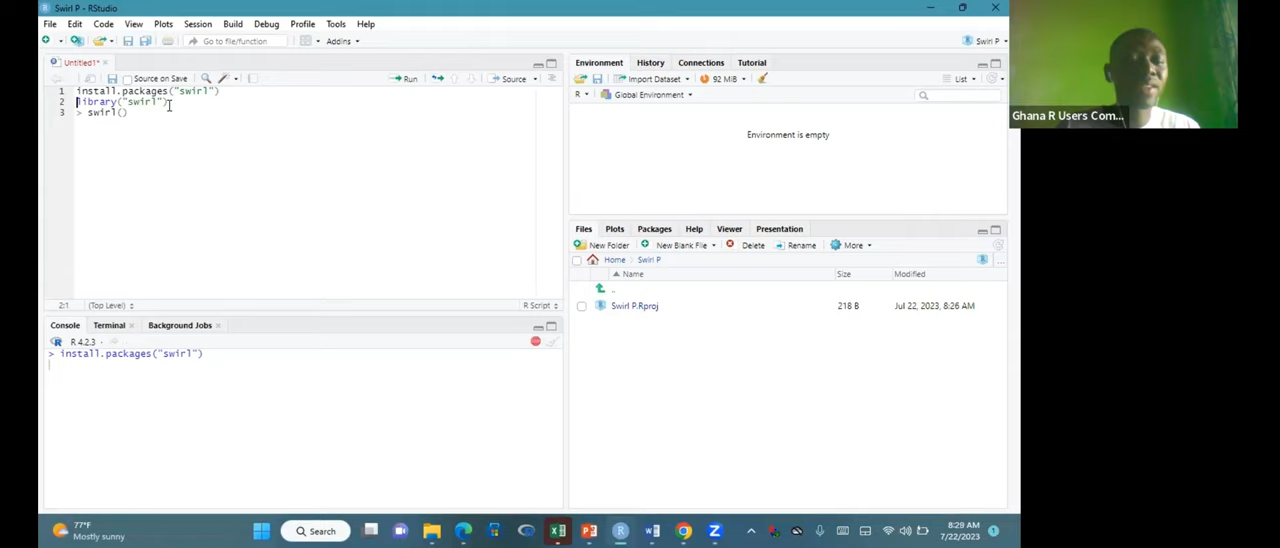 Swirl P - RStudio
File Edit Code View Plots Session Build Debug Profile Tools Help
Go to file/function Addins Swirl P
Untitled1*
Source on Save Run Source
1 install.packages("swirl")
2 library("swirl")
3 > swirl()
2:1 (Top Level) R Script
Console Terminal Background Jobs
R 4.2.3 ·
> install.packages("swirl")
Environment History Connections Tutorial
Import Dataset 92 MiB List
R Global Environment
Environment is empty
Files Plots Packages Help Viewer Presentation
New Folder New Blank File Delete Rename More
Home Swirl P
Name Size Modified
..
Swirl P.Rproj 218 B Jul 22, 2023, 8:26 AM
Ghana R Users Com...
77°F
Mostly sunny
Search
8:29 AM
7/22/2023
1